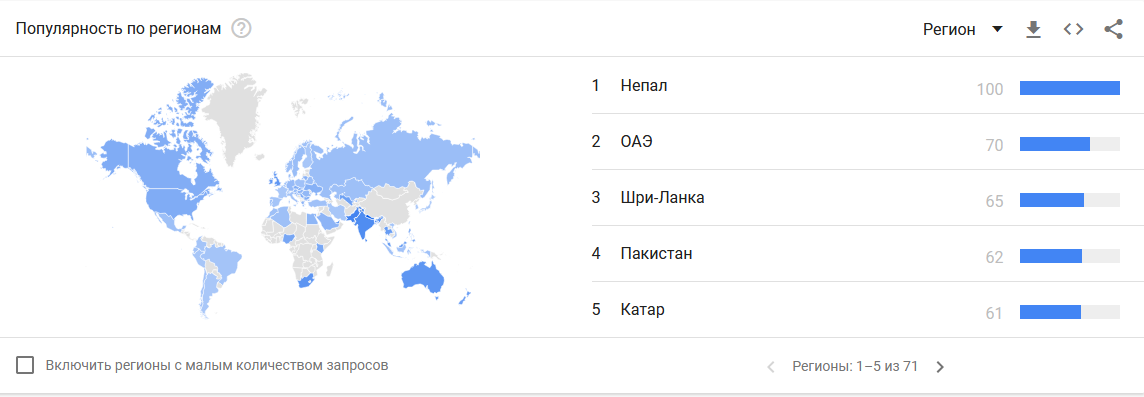 Популярность по регионам ?
Регион
1 Непал 100
2 ОАЭ 70
3 Шри-Ланка 65
4 Пакистан 62
5 Катар 61
Включить регионы с малым количеством запросов
Регионы: 1–5 из 71